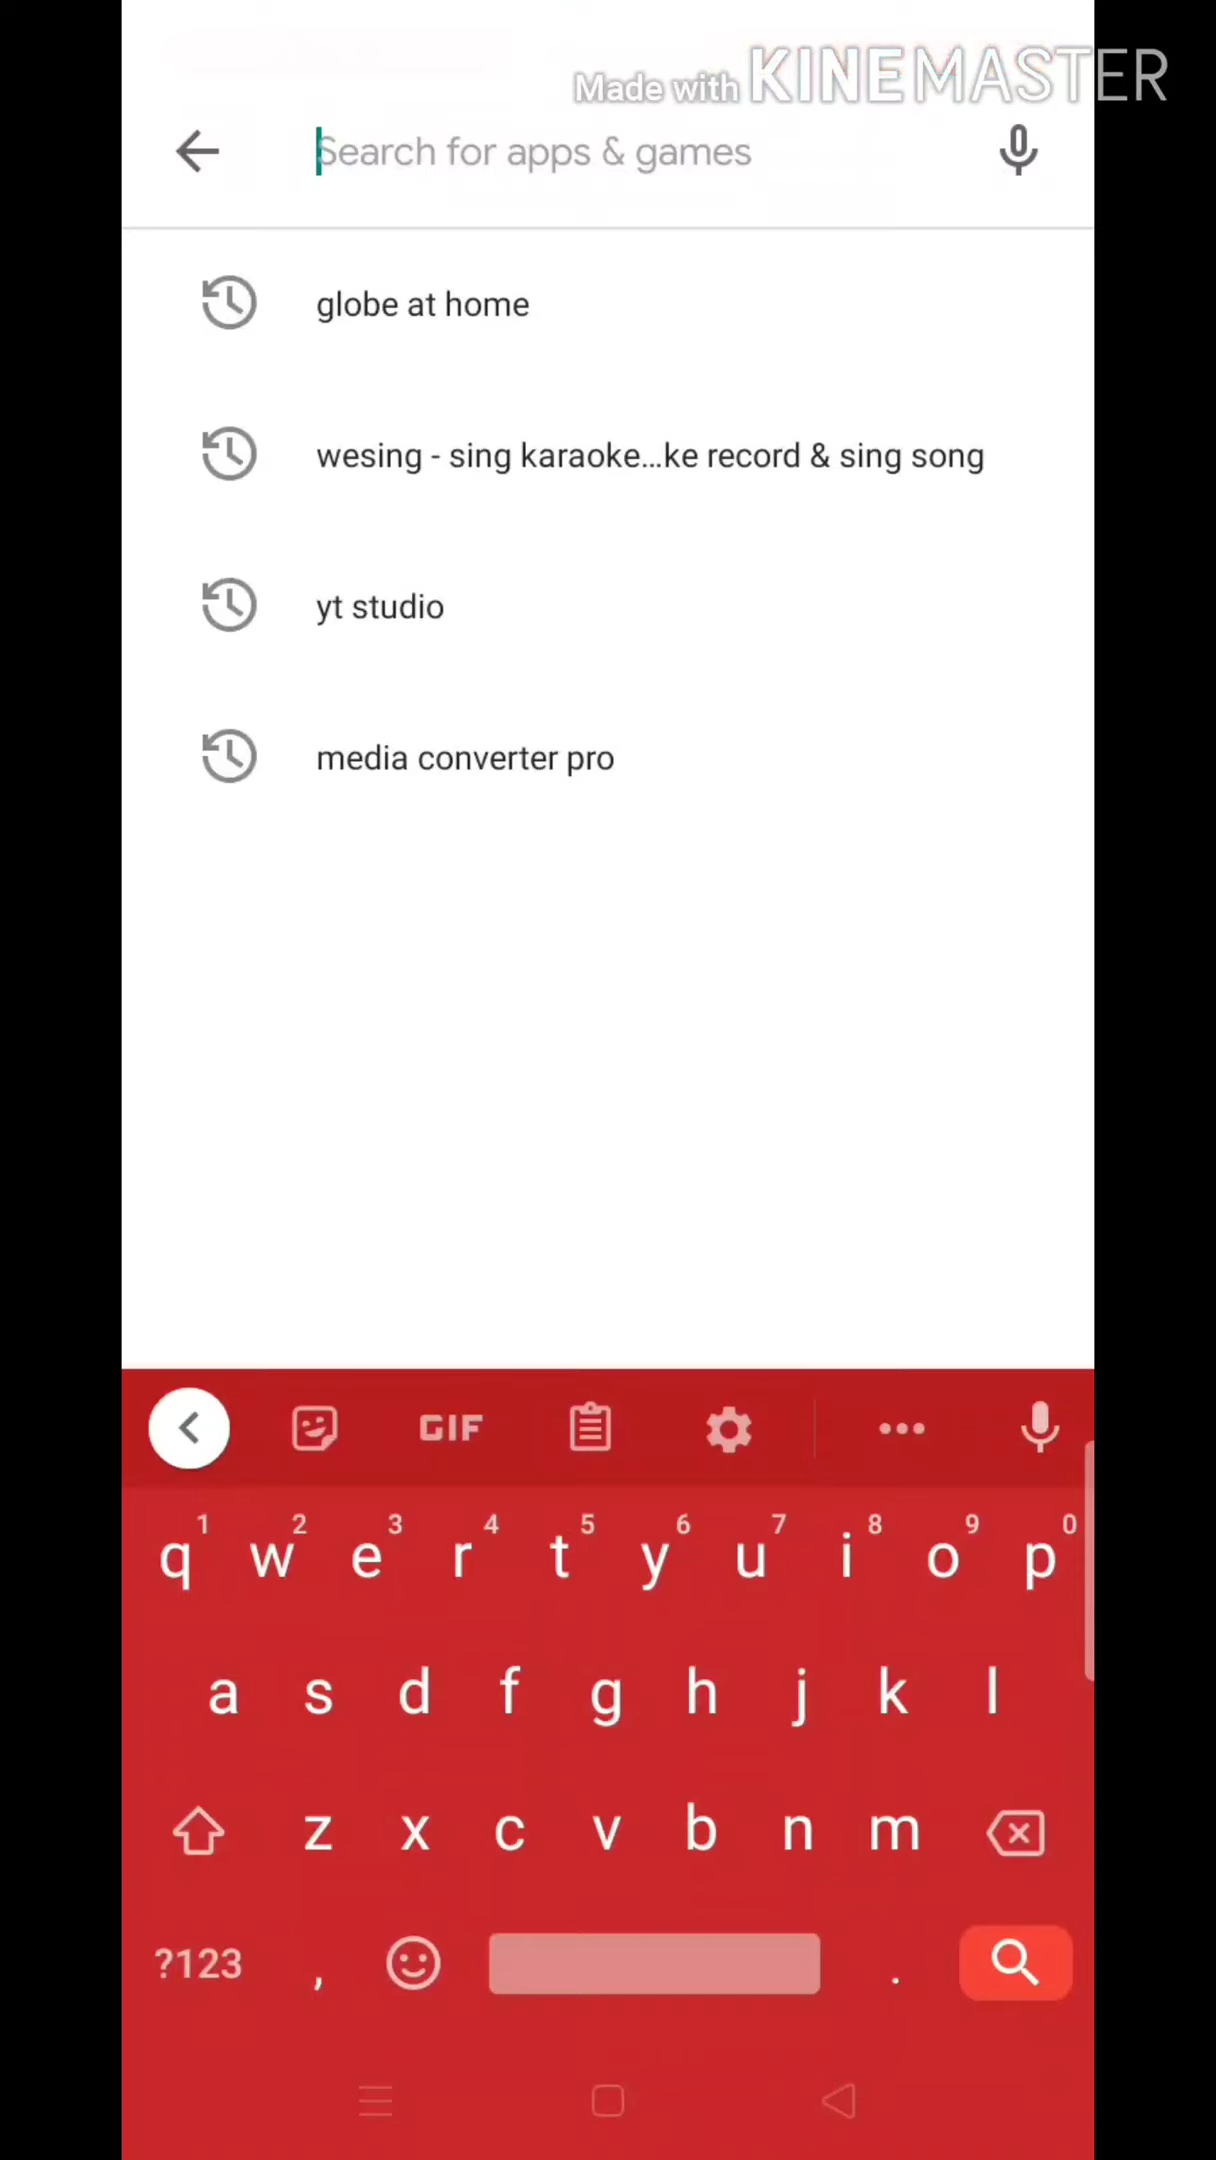 Made with KINEMASTER
Search for apps & games
globe at home
wesing - sing karaoke...ke record & sing song
yt studio
media converter pro
GIF
1 2 3 4 5 6 7 8 9 0
q w e r t y u i o p
a s d f g h j k l
z x c v b n m
?123 , .